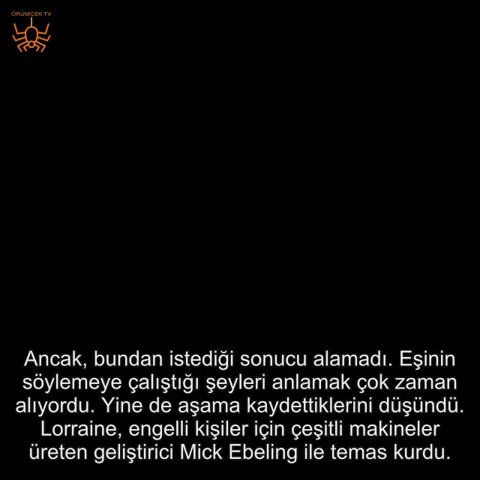 ÖRÜMCEK TV
Ancak, bundan istediği sonucu alamadı. Eşinin
söylemeye çalıştığı şeyleri anlamak çok zaman
alıyordu. Yine de aşama kaydettiklerini düşündü.
Lorraine, engelli kişiler için çeşitli makineler
üreten geliştirici Mick Ebeling ile temas kurdu.